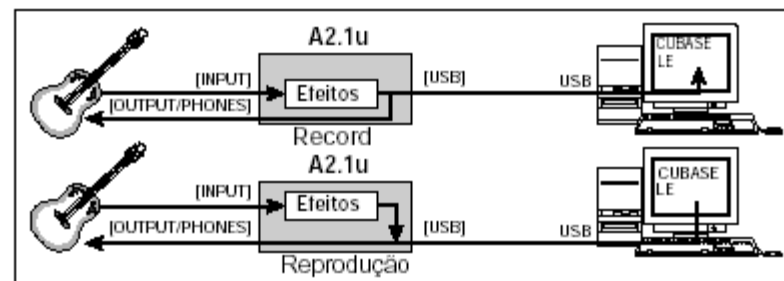 A2.1u
[INPUT]
Efeitos
[USB]
USB
CUBASE
LE
[OUTPUT/PHONES]
Record
A2.1u
[INPUT]
Efeitos
[USB]
USB
CUBASE
LE
[OUTPUT/PHONES]
Reprodução